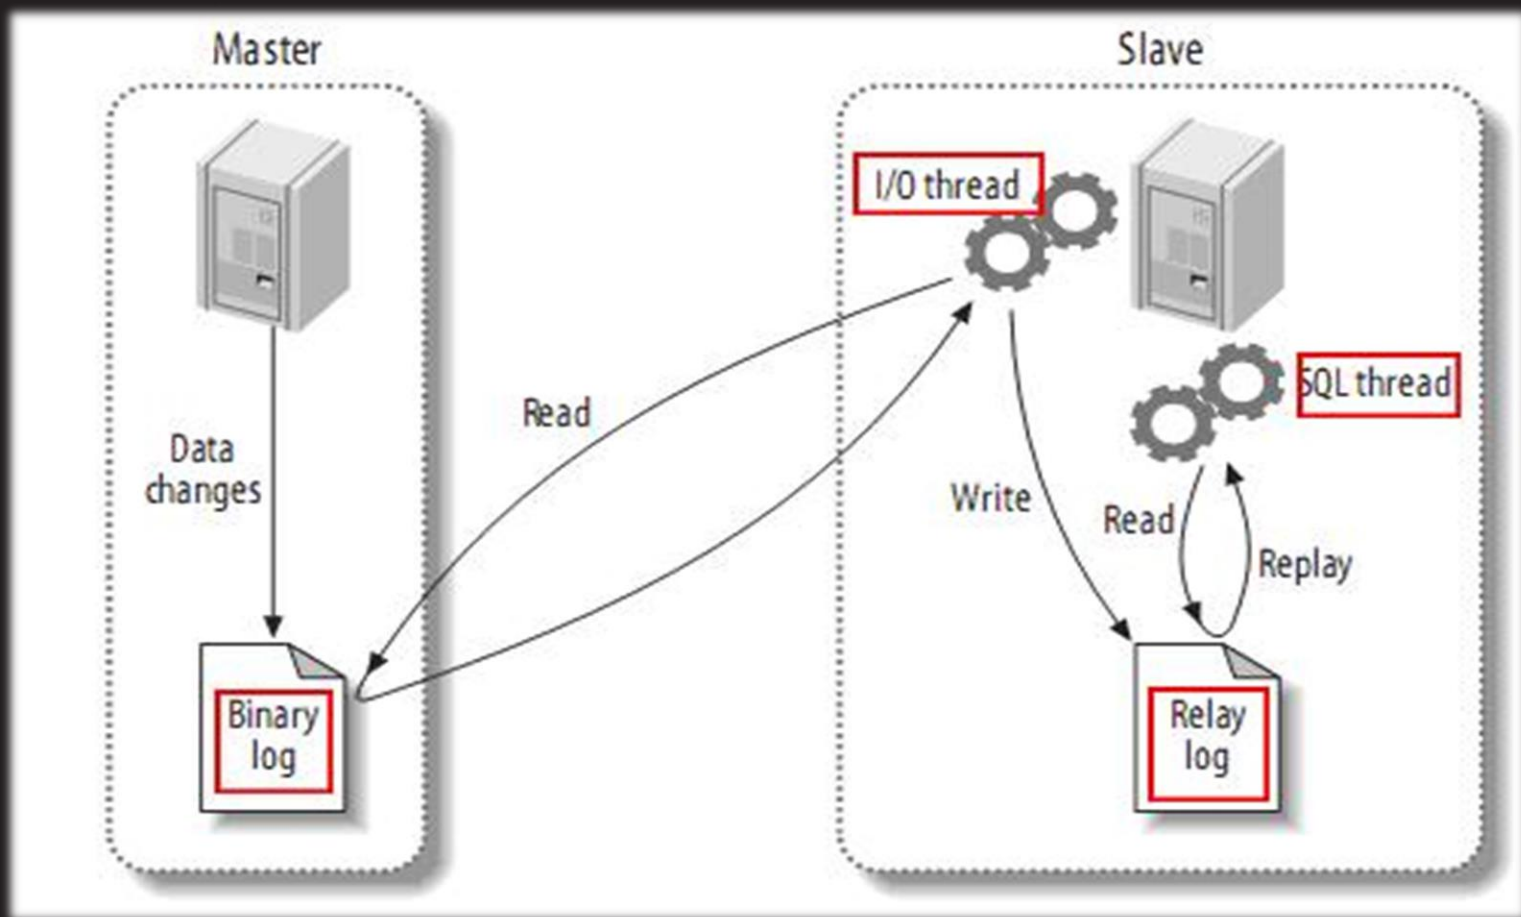 Master
Slave
I/O thread
SQL thread
Read
Data
changes
Write
Read
Replay
Binary
log
Relay
log